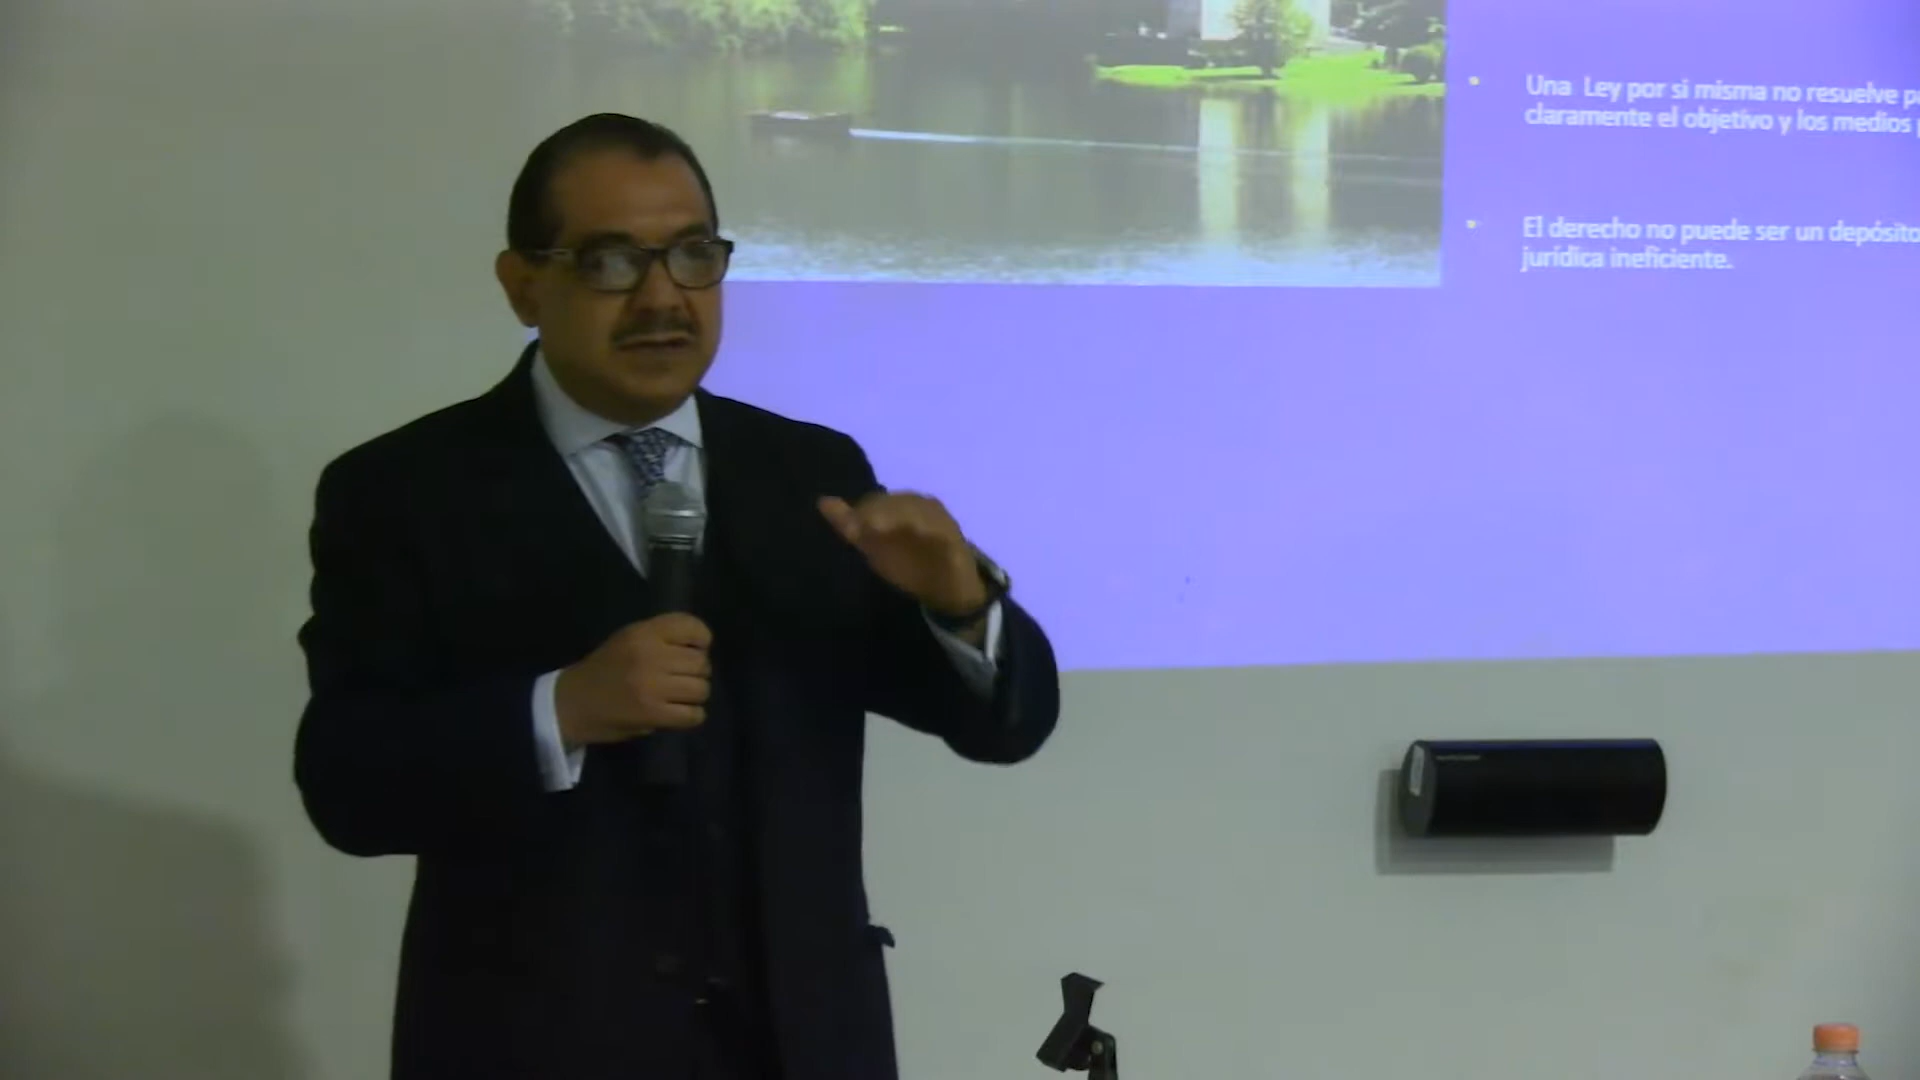 Una Ley por si misma no resuelve
claramente el objetivo y los medios
El derecho no puede ser un depósito
jurídica ineficiente.